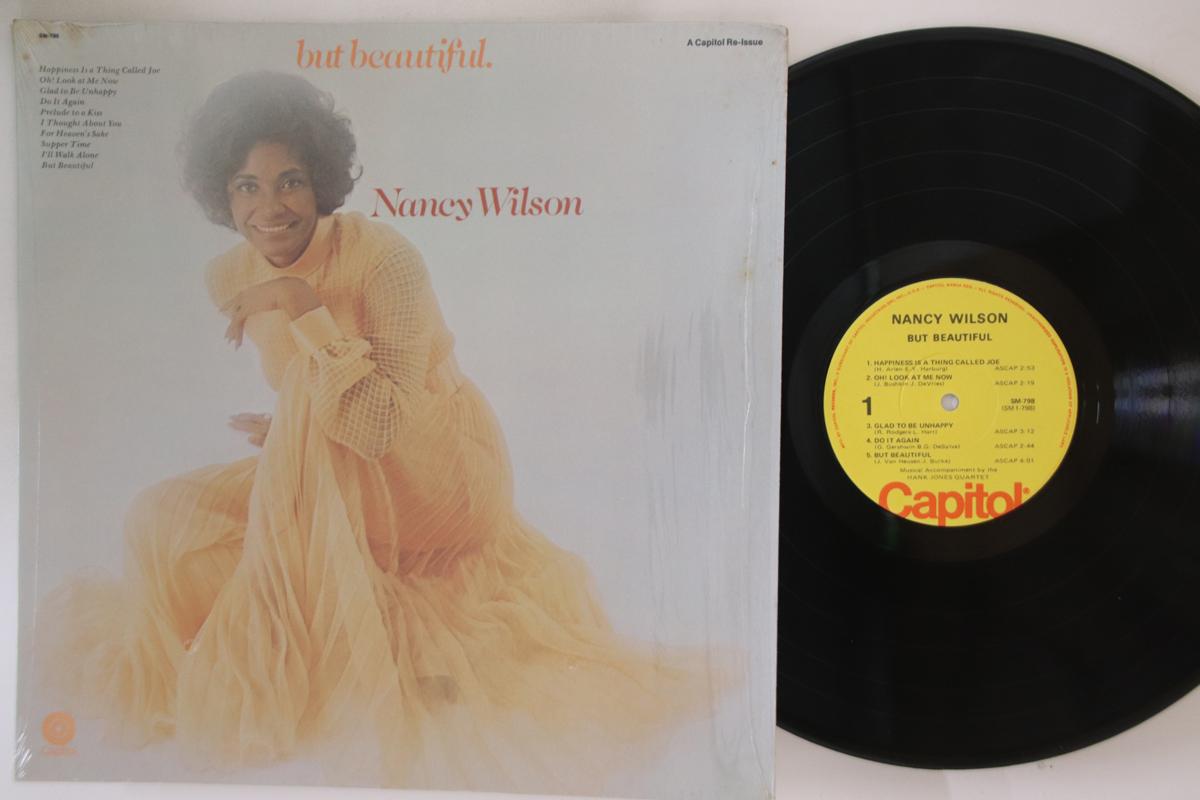 SM-798
but beautiful.
A Capitol Re-Issue
Happiness Is a Thing Called Joe
Oh! Look at Me Now
Glad to Be Unhappy
Do It Again
Prelude to a Kiss
I Thought About You
For Heaven's Sake
Supper Time
I'll Walk Alone
But Beautiful
Nancy Wilson
Capitol
NANCY WILSON
BUT BEAUTIFUL
1. HAPPINESS IS A THING CALLED JOE
(H. Arlen-E.Y. Harburg) ASCAP 2:53
2. OH! LOOK AT ME NOW
(J. Bushkin-J. DeVries) ASCAP 2:19
1
SM-798
(SM 1-798)
3. GLAD TO BE UNHAPPY
(R. Rodgers-L. Hart) ASCAP 3:12
4. DO IT AGAIN
(G. Gershwin-B.G. DeSylva) ASCAP 2:44
5. BUT BEAUTIFUL
(J. Van Heusen-J. Burke) ASCAP 4:01
Musical Accompaniment by the
HANK JONES QUARTET
Capitol®